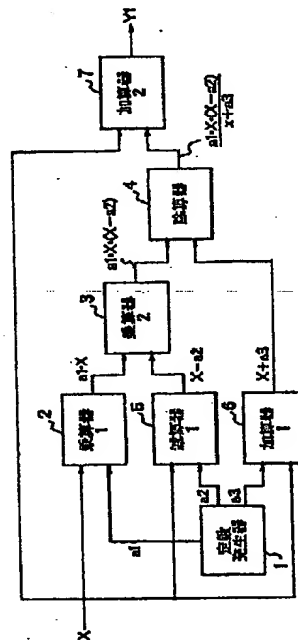 X
2
乗算器
1
a1・X
5
減算器
1
X−a2
6
加算器
1
X+a3
定数
発生器
1
a1
a2
a3
3
乗算器
2
a1・X・(X−a2)
4
除算器
a1・X・(X−a2)
x+a3
7
加算器
2
Y1